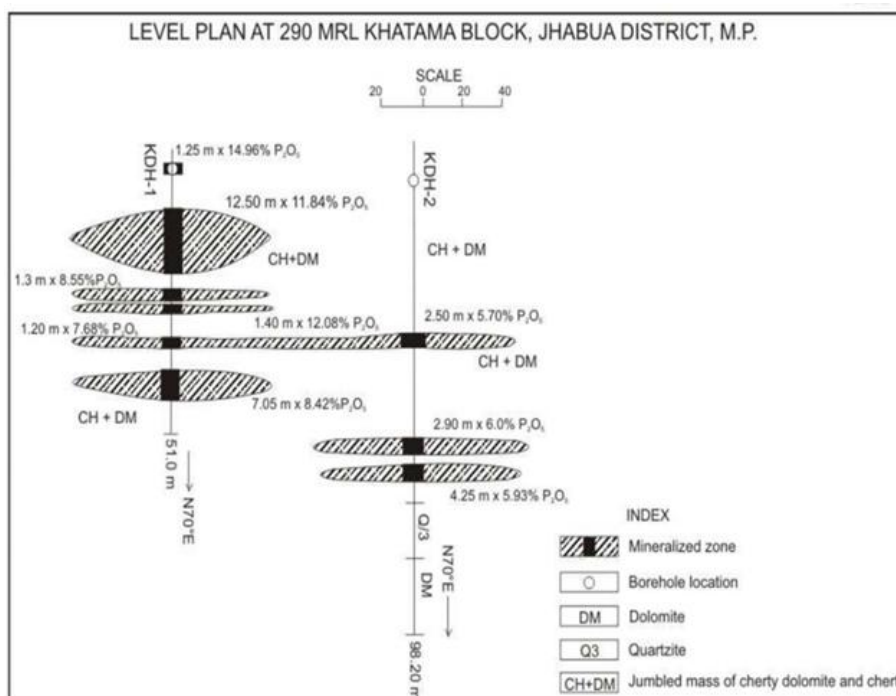 LEVEL PLAN AT 290 MRL KHATAMA BLOCK, JHABUA DISTRICT, M.P.
SCALE
20 0 20 40
KDH-1
1.25 m x 14.96% P₂O₅
KDH-2
12.50 m x 11.84% P₂O₅
CH+DM
CH + DM
1.3 m x 8.55%P₂O₅
1.20 m x 7.68% P₂O₅
1.40 m x 12.08% P₂O₅
2.50 m x 5.70% P₂O₅
CH + DM
CH + DM
7.05 m x 8.42%P₂O₅
2.90 m x 6.0% P₂O₅
51.0 m
N70°E
4.25 m x 5.93% P₂O₅
Q/3
N70°E
DM
98.20 m
INDEX
Mineralized zone
Borehole location
DM Dolomite
Q3 Quartzite
CH+DM Jumbled mass of cherty dolomite and cher